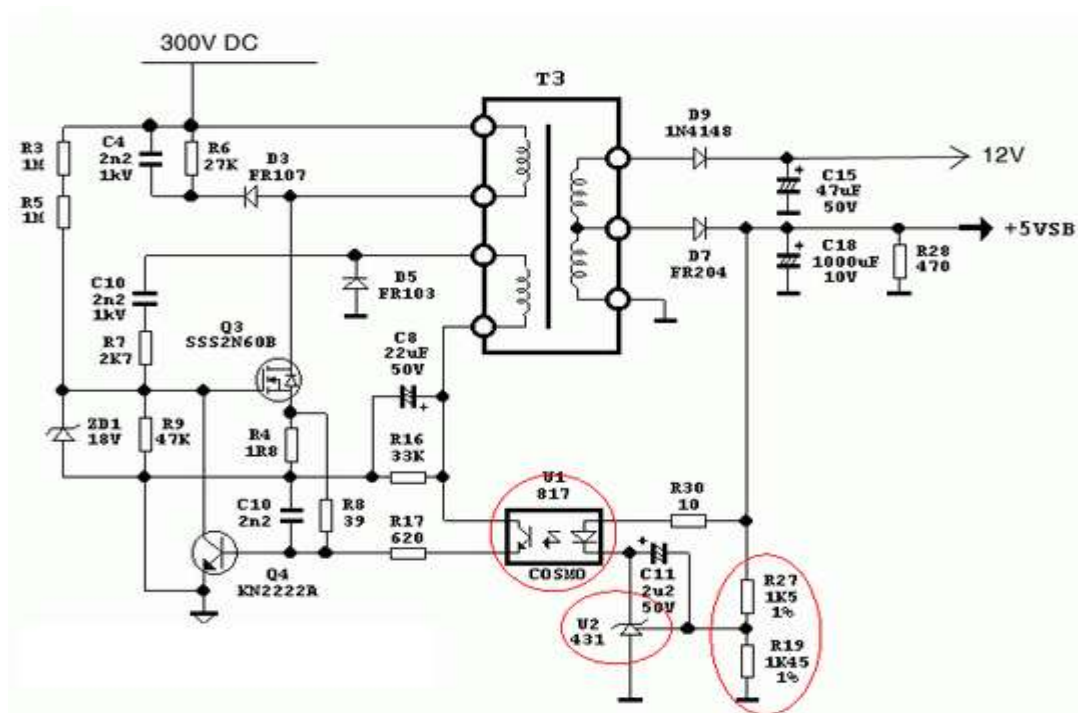 300V DC
T3
D9
1N4148
12V
R3
1M
C4
2n2
1kV
R6
27K
D3
FR107
C15
47uF
50V
R5
1M
+5VSB
D7
FR204
C18
1000uF
10V
R28
470
C10
2n2
1kV
D5
FR103
R7
2K7
Q3
SSS2N60B
C8
22uF
50V
ZD1
18V
R9
47K
R4
1R8
R16
33K
U1
817
R30
10
C10
2n2
R8
39
R17
620
COSMO
C11
2u2
50V
R27
1K5
1%
Q4
KN2222A
U2
431
R19
1K45
1%